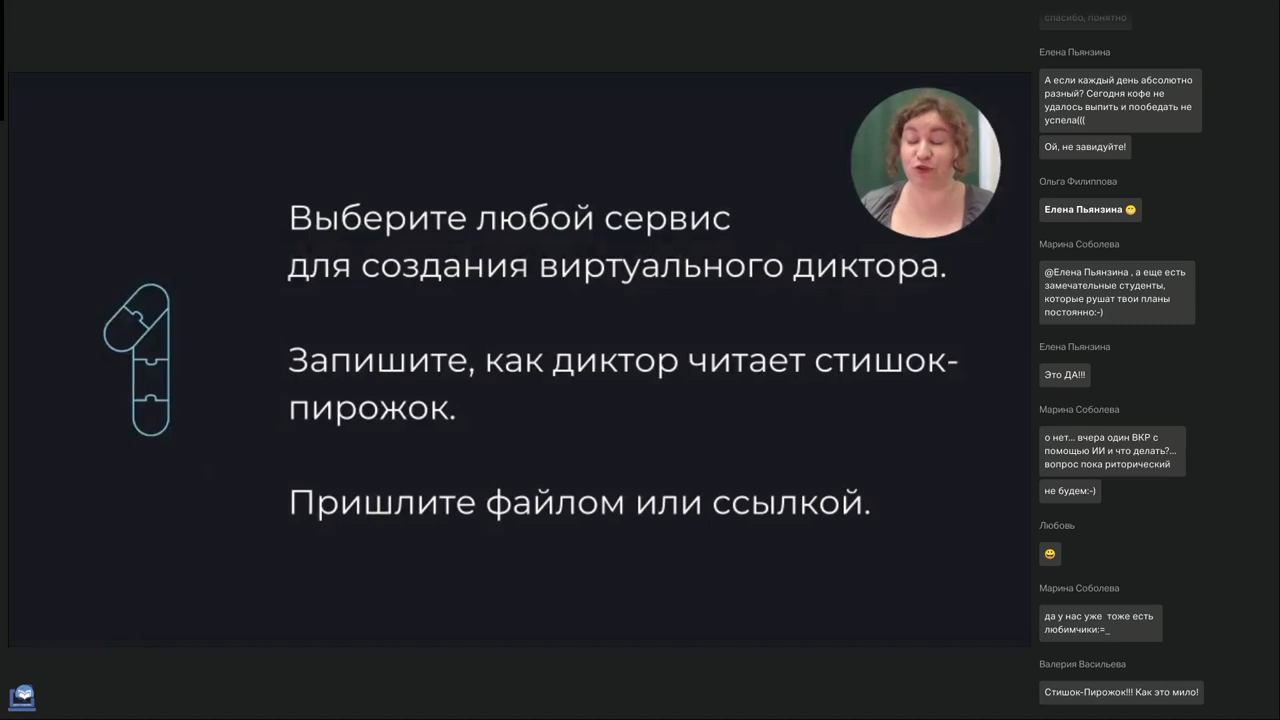 Выберите любой сервис
для создания виртуального диктора.
Запишите, как диктор читает стишок-
пирожок.
Пришлите файлом или ссылкой.
спасибо, понятно
Елена Пьянзина
А если каждый день абсолютно
разный? Сегодня кофе не
удалось выпить и пообедать не
успела(((
Ой, не завидуйте!
Ольга Филиппова
Елена Пьянзина 😁
Марина Соболева
@Елена Пьянзина , а еще есть
замечательные студенты,
которые рушат твои планы
постоянно:-)
Елена Пьянзина
Это ДА!!!
Марина Соболева
о нет... вчера один ВКР с
помощью ИИ и что делать?...
вопрос пока риторический
не будем:-)
Любовь
😀
Марина Соболева
да у нас уже  тоже есть
любимчики:=_
Валерия Васильева
Стишок-Пирожок!!! Как это мило!